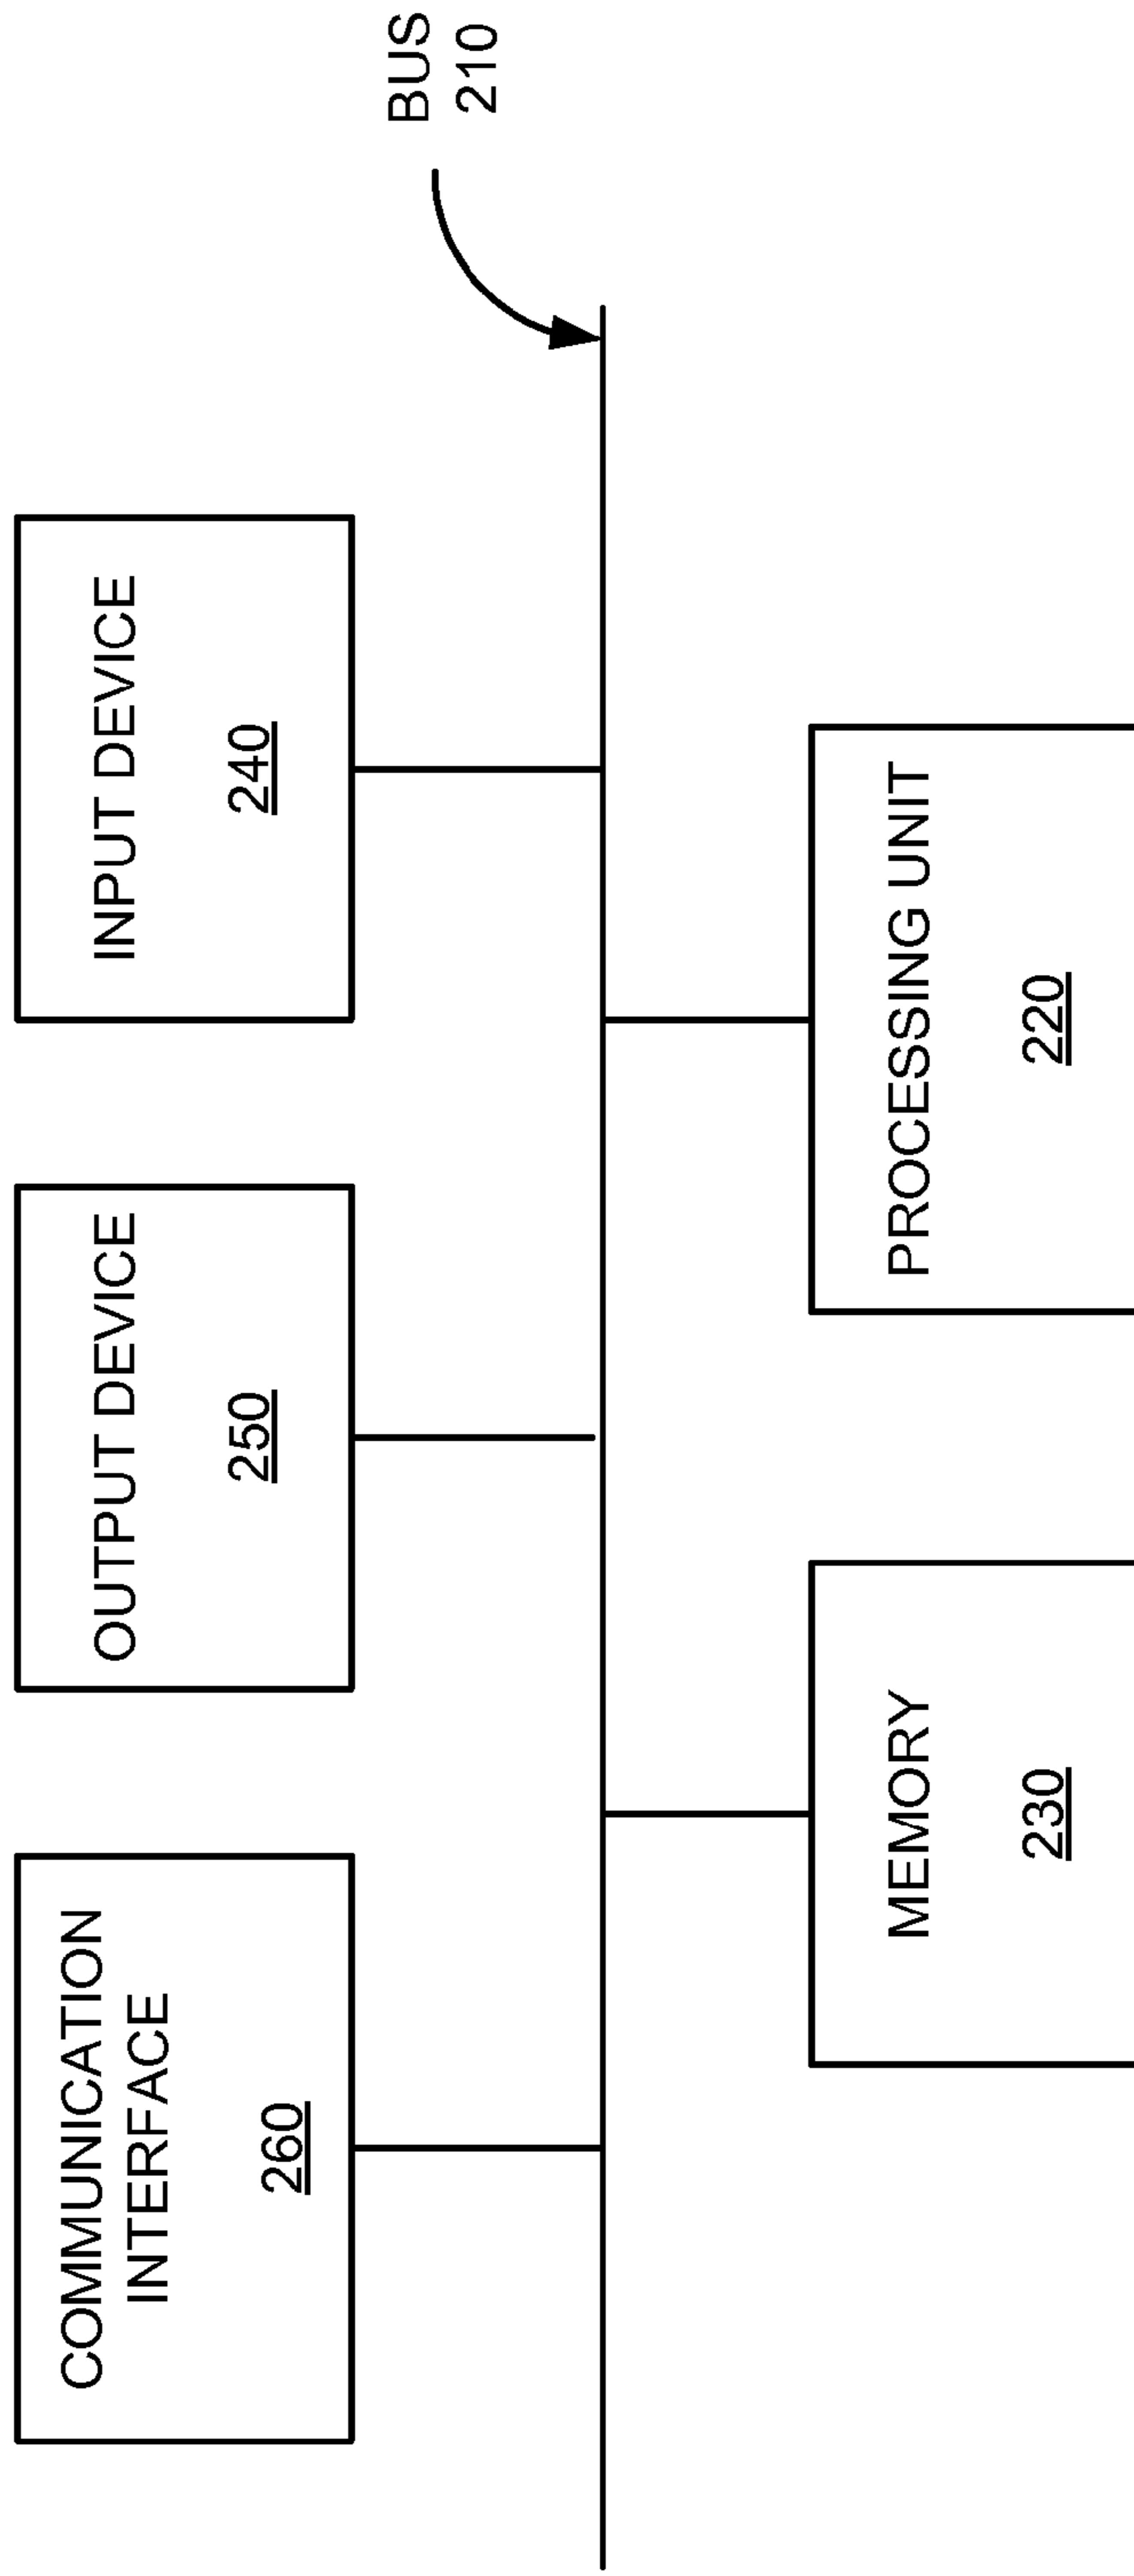 COMMUNICATION
INTERFACE
260
OUTPUT DEVICE
250
INPUT DEVICE
240
BUS
210
MEMORY
230
PROCESSING UNIT
220